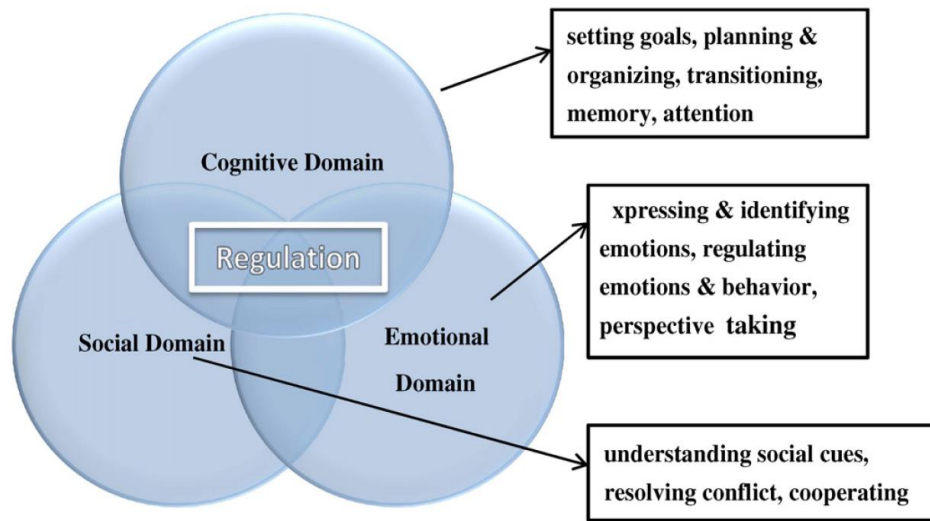 setting goals, planning &
organizing, transitioning,
memory, attention
Cognitive Domain
xpressing & identifying
emotions, regulating
emotions & behavior,
perspective taking
Regulation
Social Domain
Emotional
Domain
understanding social cues,
resolving conflict, cooperating